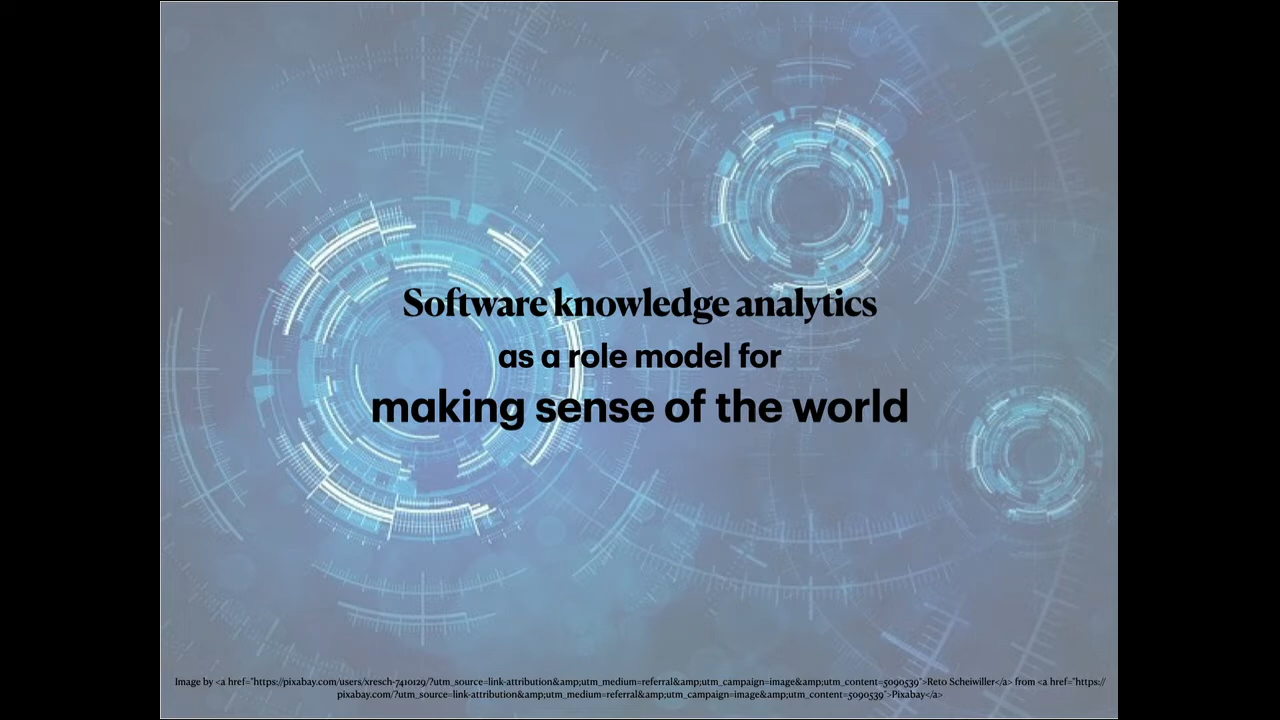 Software knowledge analytics
as a role model for
making sense of the world
Image by <a href="https://pixabay.com/users/xresch-7410129/?utm_source=link-attribution&amp;utm_medium=referral&amp;utm_campaign=image&amp;utm_content=5090539">Reto Scheiwiller</a> from <a href="https://
pixabay.com/?utm_source=link-attribution&amp;utm_medium=referral&amp;utm_campaign=image&amp;utm_content=5090539">Pixabay</a>